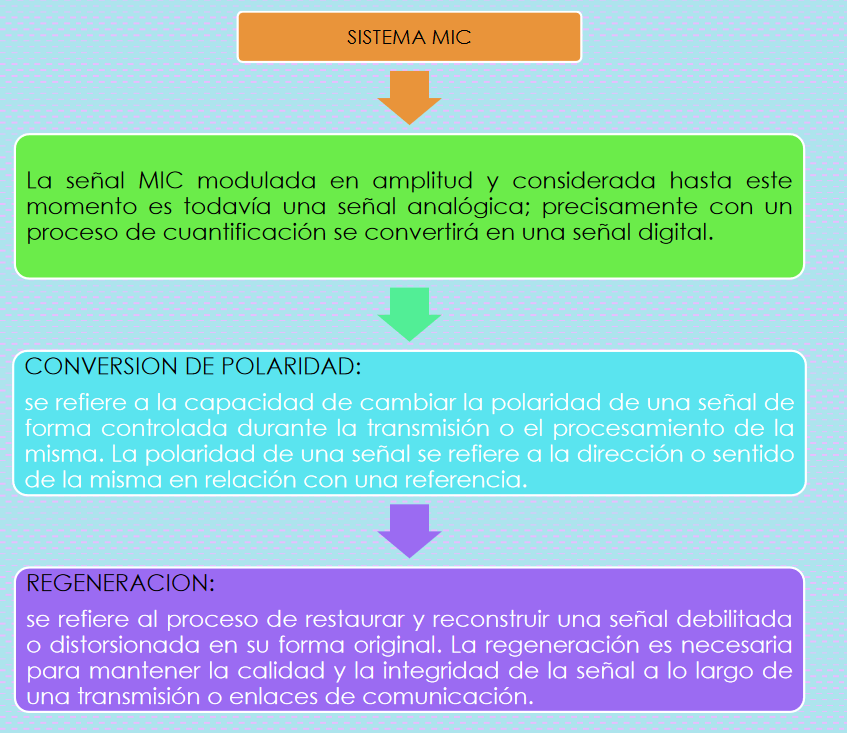 SISTEMA MIC
La señal MIC modulada en amplitud y considerada hasta este
momento es todavía una señal analógica; precisamente con un
proceso de cuantificación se convertirá en una señal digital.
CONVERSION DE POLARIDAD:
se refiere a la capacidad de cambiar la polaridad de una señal de
forma controlada durante la transmisión o el procesamiento de la
misma. La polaridad de una señal se refiere a la dirección o sentido
de la misma en relación con una referencia.
REGENERACION:
se refiere al proceso de restaurar y reconstruir una señal debilitada
o distorsionada en su forma original. La regeneración es necesaria
para mantener la calidad y la integridad de la señal a lo largo de
una transmisión o enlaces de comunicación.